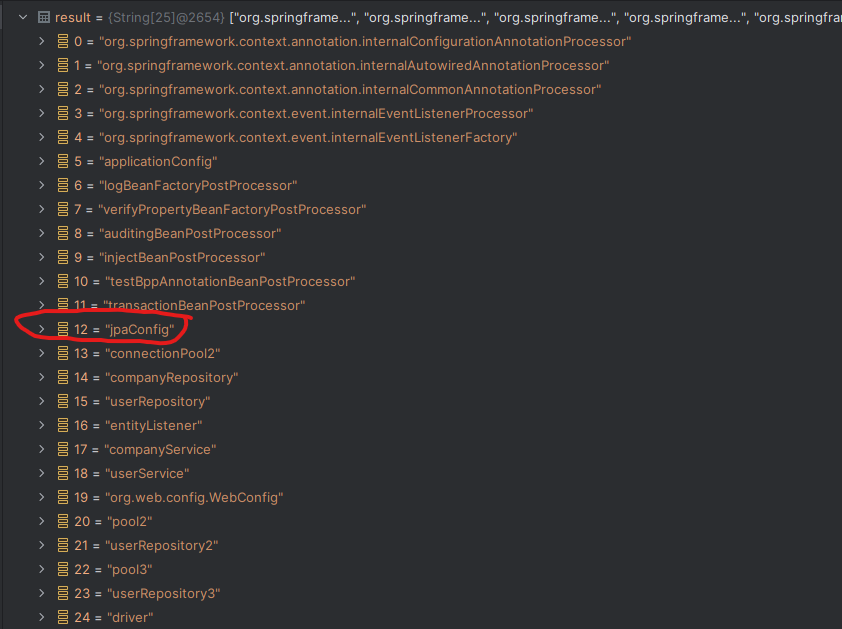 result = {String[25]@2654} ["org.springframe...", "org.springframe...", "org.springframe...", "org.springframe...", "org.springfra
0 = "org.springframework.context.annotation.internalConfigurationAnnotationProcessor"
1 = "org.springframework.context.annotation.internalAutowiredAnnotationProcessor"
2 = "org.springframework.context.annotation.internalCommonAnnotationProcessor"
3 = "org.springframework.context.event.internalEventListenerProcessor"
4 = "org.springframework.context.event.internalEventListenerFactory"
5 = "applicationConfig"
6 = "logBeanFactoryPostProcessor"
7 = "verifyPropertyBeanFactoryPostProcessor"
8 = "auditingBeanPostProcessor"
9 = "injectBeanPostProcessor"
10 = "testBppAnnotationBeanPostProcessor"
11 = "transactionBeanPostProcessor"
12 = "jpaConfig"
13 = "connectionPool2"
14 = "companyRepository"
15 = "userRepository"
16 = "entityListener"
17 = "companyService"
18 = "userService"
19 = "org.web.config.WebConfig"
20 = "pool2"
21 = "userRepository2"
22 = "pool3"
23 = "userRepository3"
24 = "driver"